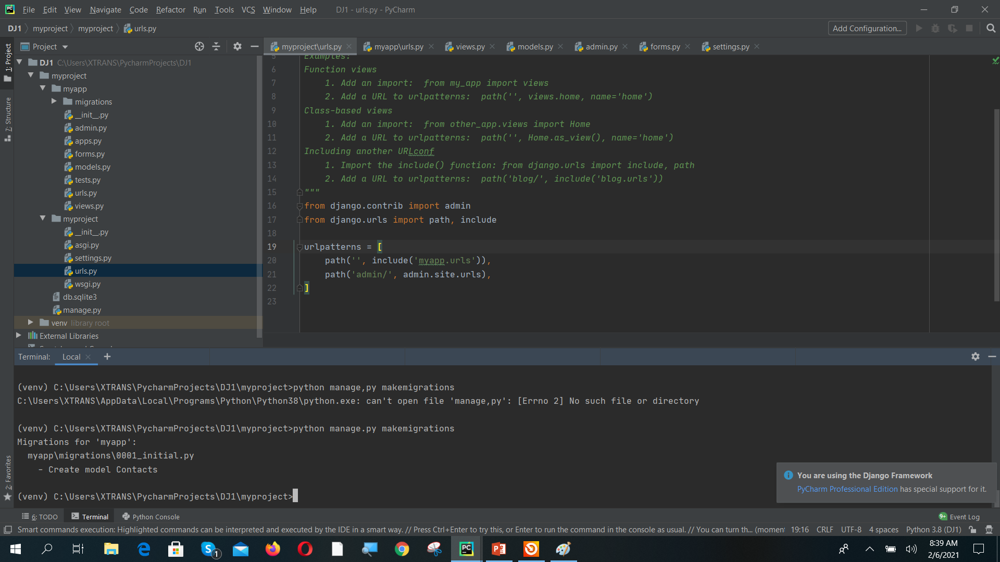 File Edit View Navigate Code Refactor Run Tools VCS Window Help DJ1 - urls.py - PyCharm
DJ1 myproject myproject urls.py Add Configuration...
1: Project
7: Structure
2: Favorites
Project
DJ1 C:\Users\XTRANS\PycharmProjects\DJ1
myproject
myapp
migrations
__init__.py
admin.py
apps.py
forms.py
models.py
tests.py
urls.py
views.py
myproject
__init__.py
asgi.py
settings.py
urls.py
wsgi.py
db.sqlite3
manage.py
venv library root
External Libraries
myproject\urls.py myapp\urls.py views.py models.py admin.py forms.py settings.py
5 Examples:
6 Function views
7 1. Add an import:  from my_app import views
8 2. Add a URL to urlpatterns:  path('', views.home, name='home')
9 Class-based views
10 1. Add an import:  from other_app.views import Home
11 2. Add a URL to urlpatterns:  path('', Home.as_view(), name='home')
12 Including another URLconf
13 1. Import the include() function: from django.urls import include, path
14 2. Add a URL to urlpatterns:  path('blog/', include('blog.urls'))
15 """
16 from django.contrib import admin
17 from django.urls import path, include
18
19 urlpatterns = [
20 path('', include('myapp.urls')),
21 path('admin/', admin.site.urls),
22 ]
23
Terminal: Local +
(venv) C:\Users\XTRANS\PycharmProjects\DJ1\myproject>python manage,py makemigrations
C:\Users\XTRANS\AppData\Local\Programs\Python\Python38\python.exe: can't open file 'manage,py': [Errno 2] No such file or directory
(venv) C:\Users\XTRANS\PycharmProjects\DJ1\myproject>python manage.py makemigrations
Migrations for 'myapp':
myapp\migrations\0001_initial.py
- Create model Contacts
(venv) C:\Users\XTRANS\PycharmProjects\DJ1\myproject>
You are using the Django Framework
PyCharm Professional Edition has special support for it.
6: TODO Terminal Python Console 9+ Event Log
Smart commands execution: Highlighted commands can be interpreted and executed by the IDE in a smart way. // Press Ctrl+Enter to try this, or Enter to run the command in the console as usual. // You can turn th... (moment 19:16 CRLF UTF-8 4 spaces Python 3.8 (DJ1)
1
8:39 AM
2/6/2021